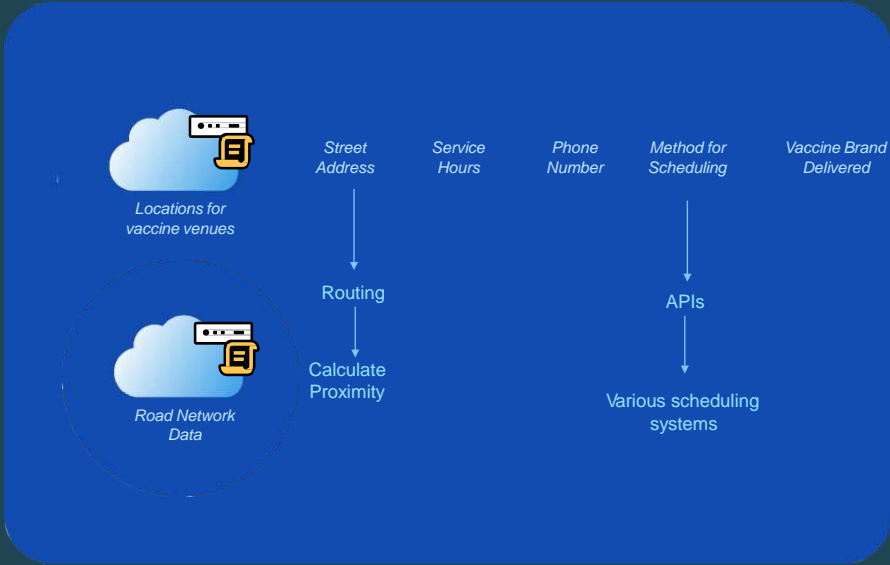 Street
Address
Service
Hours
Phone
Number
Method for
Scheduling
Vaccine Brand
Delivered
Locations for
vaccine venues
Routing
APIs
Calculate
Proximity
Various scheduling
systems
Road Network
Data